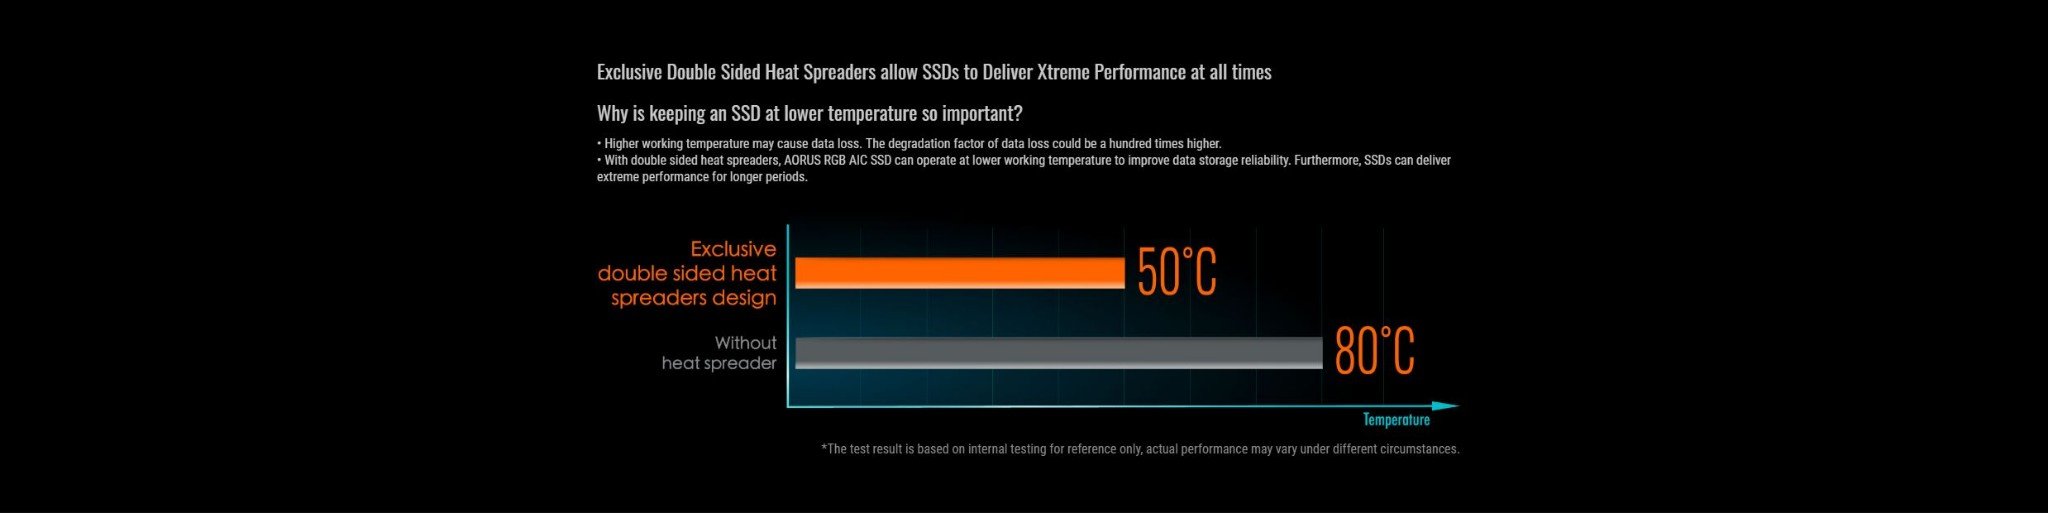 Exclusive Double Sided Heat Spreaders allow SSDs to Deliver Xtreme Performance at all times
Why is keeping an SSD at lower temperature so important?
• Higher working temperature may cause data loss. The degradation factor of data loss could be a hundred times higher.
• With double sided heat spreaders, AORUS RGB AIC SSD can operate at lower working temperature to improve data storage reliability. Furthermore, SSDs can deliver
extreme performance for longer periods.
Exclusive
double sided heat
spreaders design
50°C
Without
heat spreader
80°C
Temperature
*The test result is based on internal testing for reference only, actual performance may vary under different circumstances.